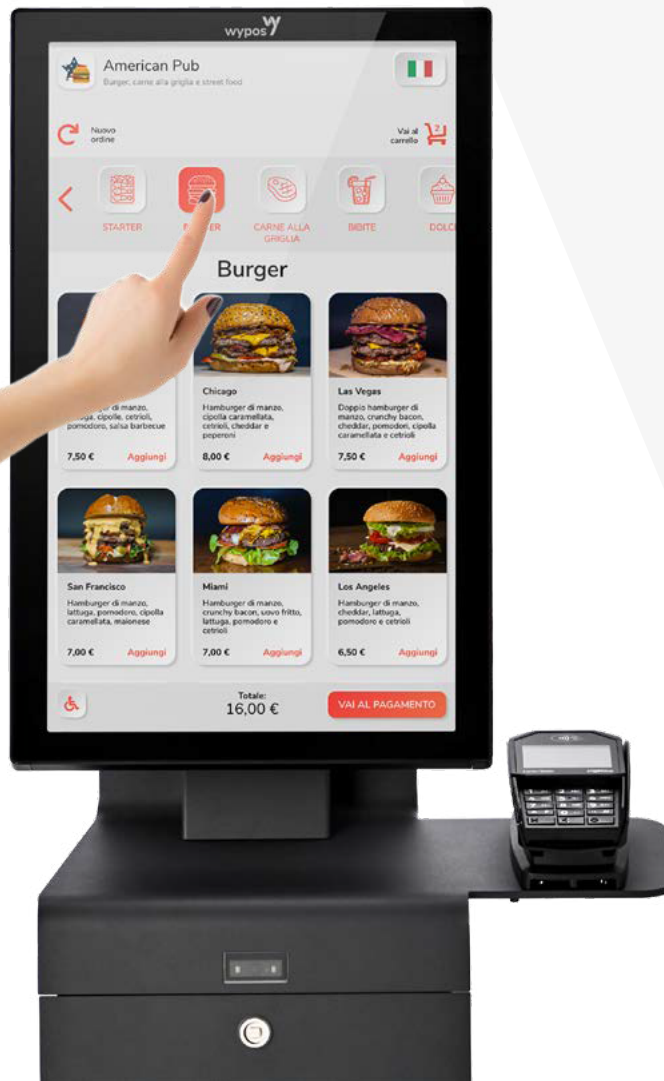 wypos
American Pub
Burger, carne alla griglia e street food
Nuovo
ordine
Vai al
carrello
2
STARTER
CARNE ALLA
GRIGLIA
BIBITE
DOLCI
Burger
di manzo,
cipolle, cetrioli,
pomodoro, salsa barbecue
7,50 €
Aggiungi
Chicago
Hamburger di manzo,
cipolla caramellata,
cetrioli, cheddar e
peperoni
8,00 €
Aggiungi
Las Vegas
Doppio hamburger di
manzo, crunchy bacon,
cheddar, pomodori, cipolla
caramellata e cetrioli
7,50 €
Aggiungi
San Francisco
Hamburger di manzo,
lattuga, pomodoro, cipolla
caramellata, maionese
7,00 €
Aggiungi
Miami
Hamburger di manzo,
crunchy bacon, uovo fritto,
lattuga, pomodoro e
cetrioli
7,00 €
Aggiungi
Los Angeles
Hamburger di manzo,
cheddar, lattuga,
pomodoro e cetrioli
6,50 €
Aggiungi
Totale:
16,00 €
VAI AL PAGAMENTO